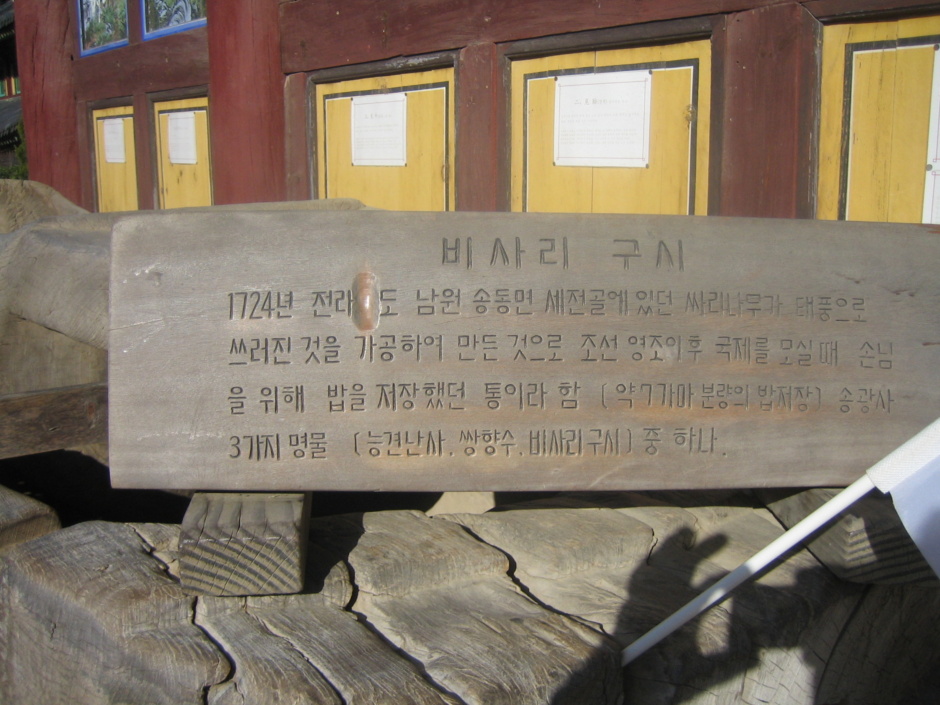 비사리 구시
1724년 전라도 남원 송동면 세전골에 있던 싸리나무가 태풍으로
쓰러진 것을 가공하여 만든 것으로 조선 영조이후 국제를 모실때 손님
을 위해 밥을 저장했던 통이라 함 (약7가마 분량의 밥저장) 송광사
3가지 명물 (능견난사, 쌍향수, 비사리구시) 중 하나.